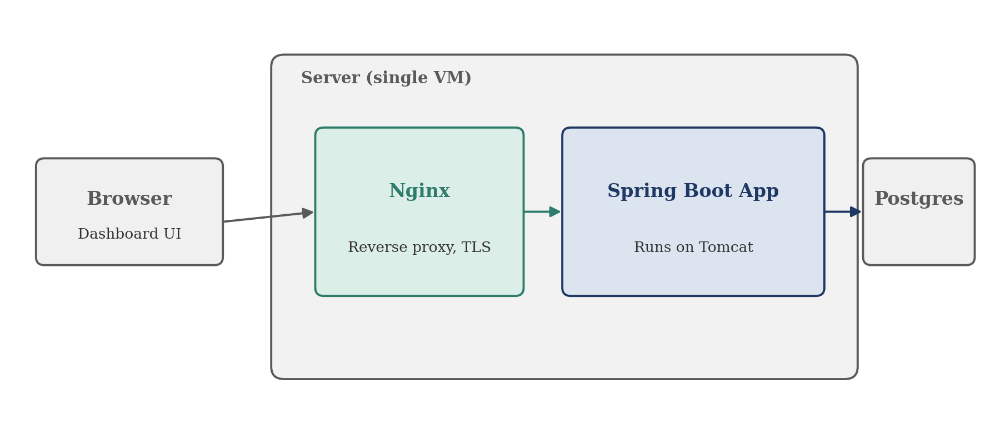 Server (single VM)
Browser
Dashboard UI
Nginx
Reverse proxy, TLS
Spring Boot App
Runs on Tomcat
Postgres